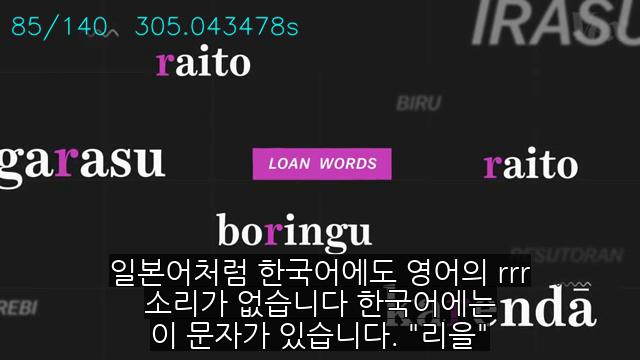 85/140 305.043478s
IRASU
raito
BIRU
garasu
LOAN WORDS
raito
boringu
RESUTORAN
REBI
일본어처럼 한국어에도 영어의 rrr
소리가 없습니다 한국어에는
이 문자가 있습니다. "리을"